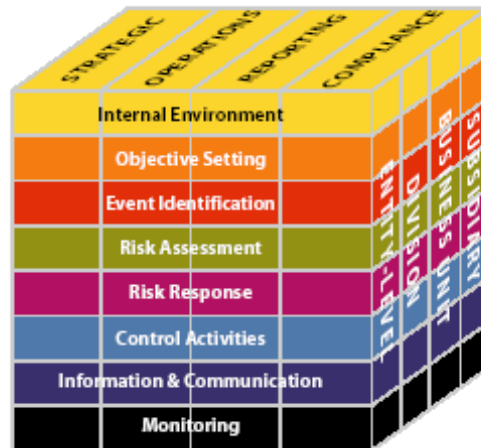 STRATEGIC
OPERATIONS
REPORTING
COMPLIANCE
Internal Environment
Objective Setting
Event Identification
Risk Assessment
Risk Response
Control Activities
Information & Communication
Monitoring
ENTITY-LEVEL
DIVISION
BUSINESS UNIT
SUBSIDIARY